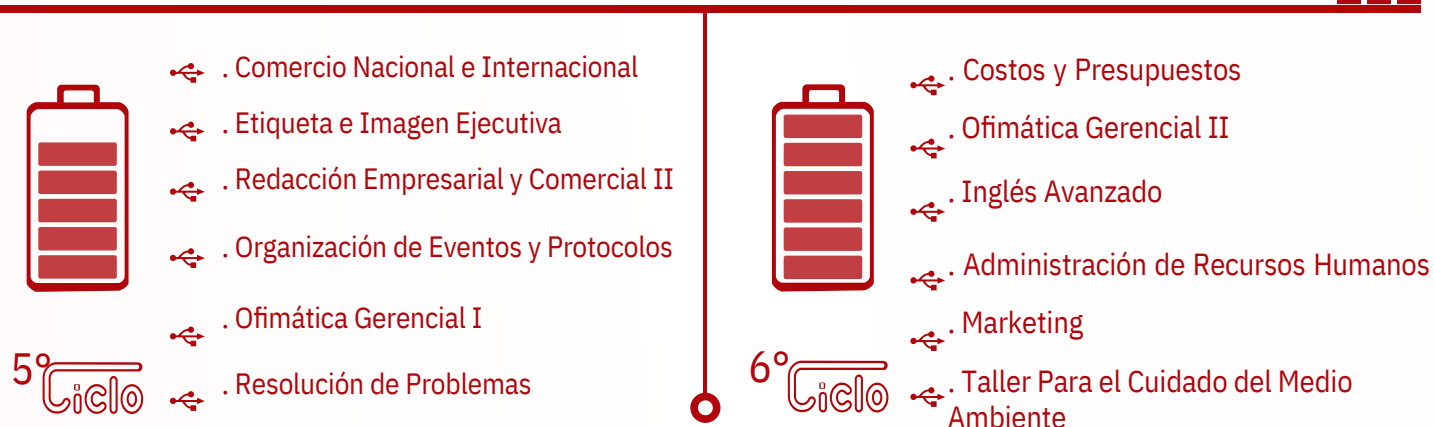 . Comercio Nacional e Internacional
. Etiqueta e Imagen Ejecutiva
. Redacción Empresarial y Comercial II
. Organización de Eventos y Protocolos
. Ofimática Gerencial I
. Resolución de Problemas
5° Ciclo
. Costos y Presupuestos
. Ofimática Gerencial II
. Inglés Avanzado
. Administración de Recursos Humanos
. Marketing
. Taller Para el Cuidado del Medio
Ambiente
6° Ciclo